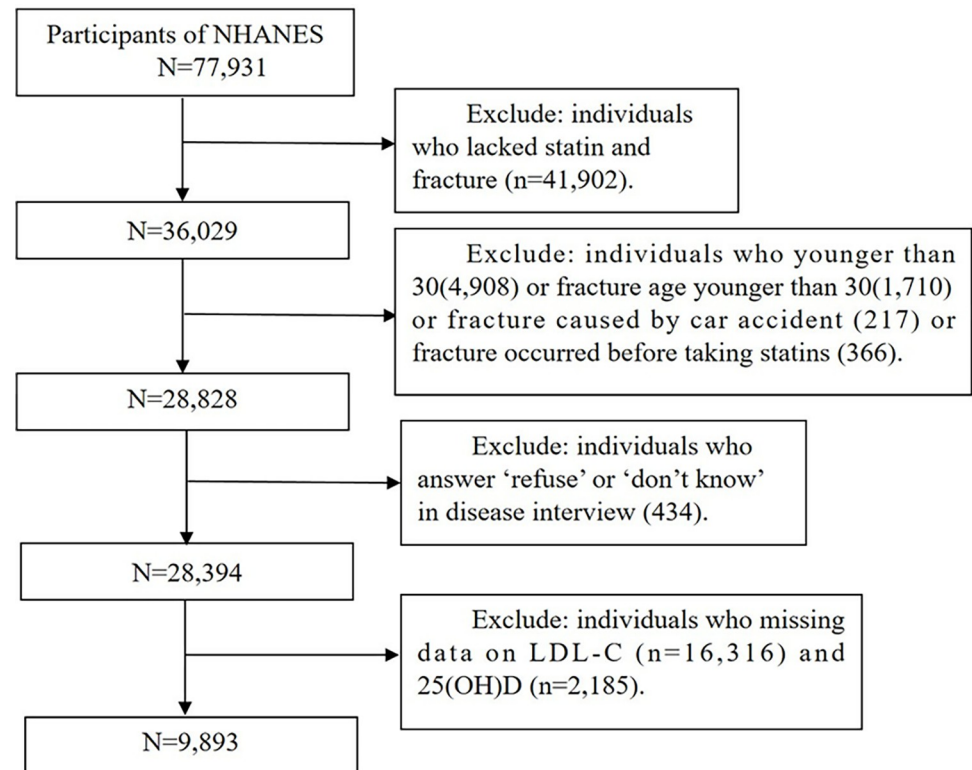 Participants of NHANES
N=77,931
Exclude: individuals
who lacked statin and
fracture (n=41,902).
N=36,029
Exclude: individuals who younger than
30(4,908) or fracture age younger than 30(1,710)
or fracture caused by car accident (217) or
fracture occurred before taking statins (366).
N=28,828
Exclude: individuals who
answer ‘refuse’ or ‘don’t know’
in disease interview (434).
N=28,394
Exclude: individuals who missing
data on LDL-C (n=16,316) and
25(OH)D (n=2,185).
N=9,893